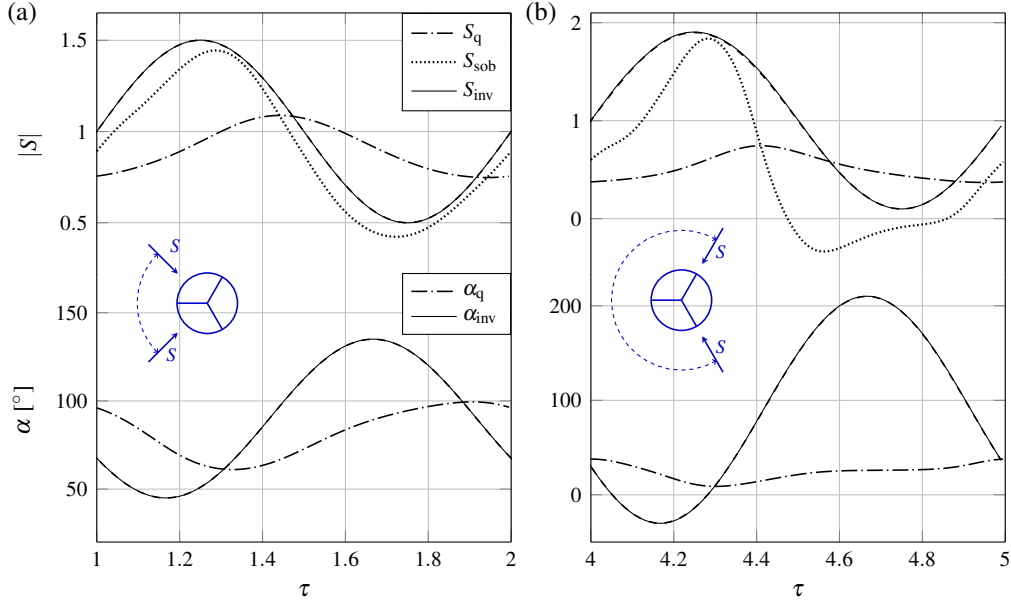 (a)
(b)
1.5
1
0.5
|S|
S_q
S_sob
S_inv
S
S
α_q
α_inv
150
100
50
α [°]
1 1.2 1.4 1.6 1.8 2
τ
2
1
0
S
S
200
100
0
4 4.2 4.4 4.6 4.8 5
τ